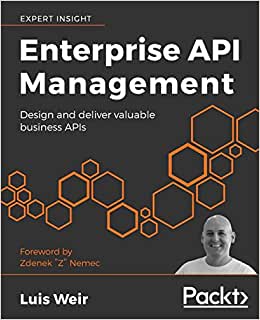 EXPERT INSIGHT
Enterprise API
Management
Design and deliver valuable
business APIs
Foreword by
Zdenek "Z" Nemec
Luis Weir
Packt>